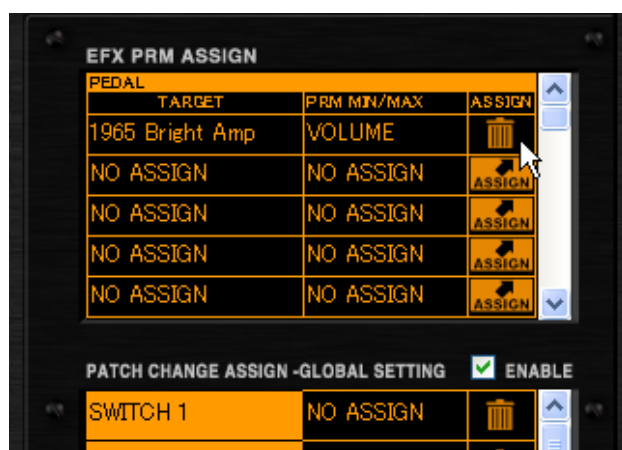 EFX PRM ASSIGN
PEDAL
TARGET PRM MIN/MAX ASSIGN
1965 Bright Amp VOLUME
NO ASSIGN NO ASSIGN ASSIGN
NO ASSIGN NO ASSIGN ASSIGN
NO ASSIGN NO ASSIGN ASSIGN
NO ASSIGN NO ASSIGN ASSIGN
PATCH CHANGE ASSIGN -GLOBAL SETTING ENABLE
SWITCH 1 NO ASSIGN